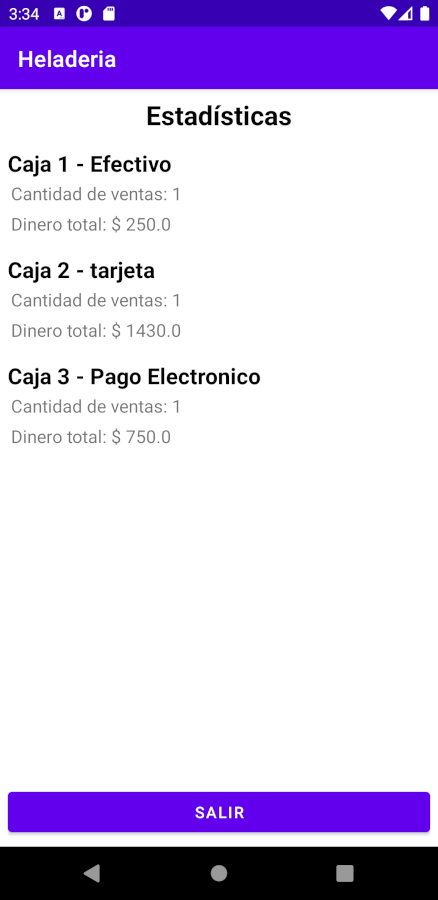 3:34
A
Heladeria
Estadísticas
Caja 1 - Efectivo
Cantidad de ventas: 1
Dinero total: $ 250.0
Caja 2 - tarjeta
Cantidad de ventas: 1
Dinero total: $ 1430.0
Caja 3 - Pago Electronico
Cantidad de ventas: 1
Dinero total: $ 750.0
SALIR